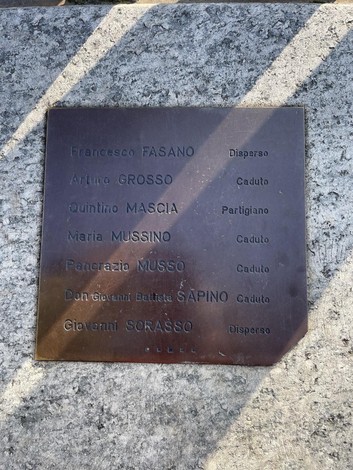 Francesco FASANO Disperso
Arturo GROSSO Caduto
Quintino MASCIA Partigiano
Maria MUSSINO Caduto
Pancrazio MUSSO Caduto
Don Giovanni Battista SAPINO Caduto
Giovanni SORASSO Disperso